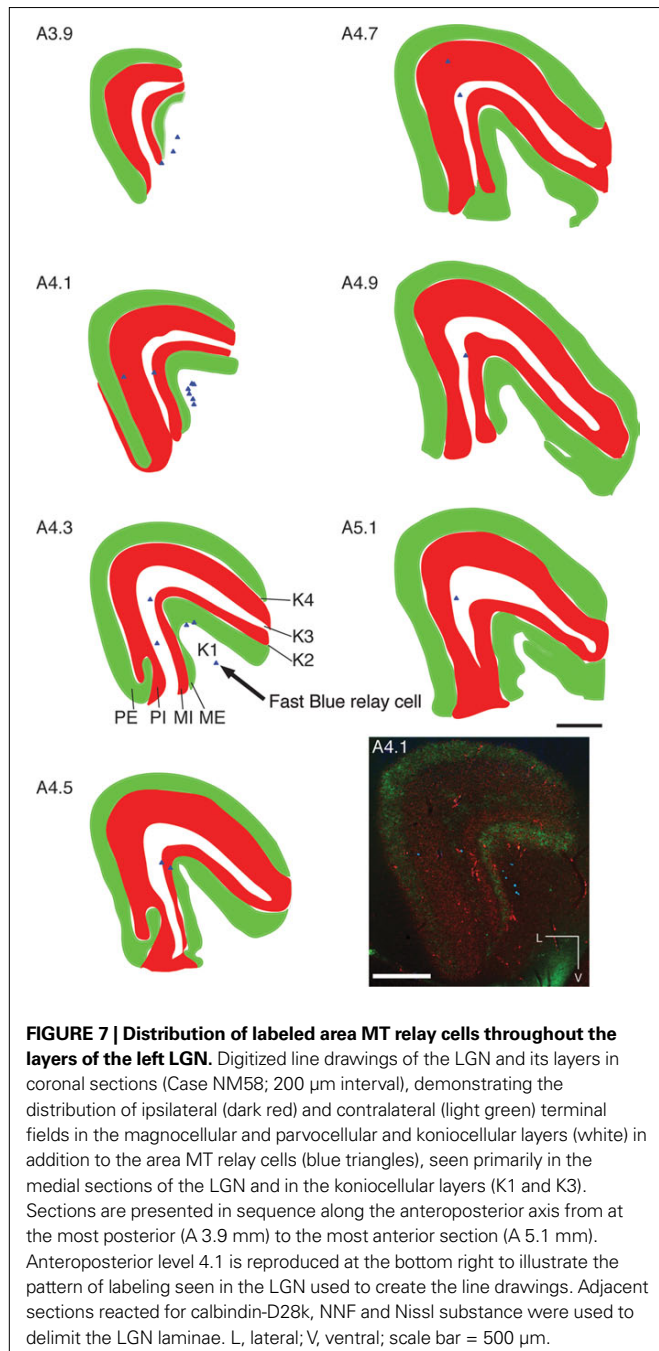 A3.9
A4.7
A4.1
A4.9
A4.3
A5.1
K4
K3
K2
K1
Fast Blue relay cell
PE PI MI ME
A4.5
A4.1
L
V
FIGURE 7 | Distribution of labeled area MT relay cells throughout the
layers of the left LGN. Digitized line drawings of the LGN and its layers in
coronal sections (Case NM58; 200 µm interval), demonstrating the
distribution of ipsilateral (dark red) and contralateral (light green) terminal
fields in the magnocellular and parvocellular and koniocellular layers (white) in
addition to the area MT relay cells (blue triangles), seen primarily in the
medial sections of the LGN and in the koniocellular layers (K1 and K3).
Sections are presented in sequence along the anteroposterior axis from at
the most posterior (A 3.9 mm) to the most anterior section (A 5.1 mm).
Anteroposterior level 4.1 is reproduced at the bottom right to illustrate the
pattern of labeling seen in the LGN used to create the line drawings. Adjacent
sections reacted for calbindin-D28k, NNF and Nissl substance were used to
delimit the LGN laminae. L, lateral; V, ventral; scale bar = 500 µm.